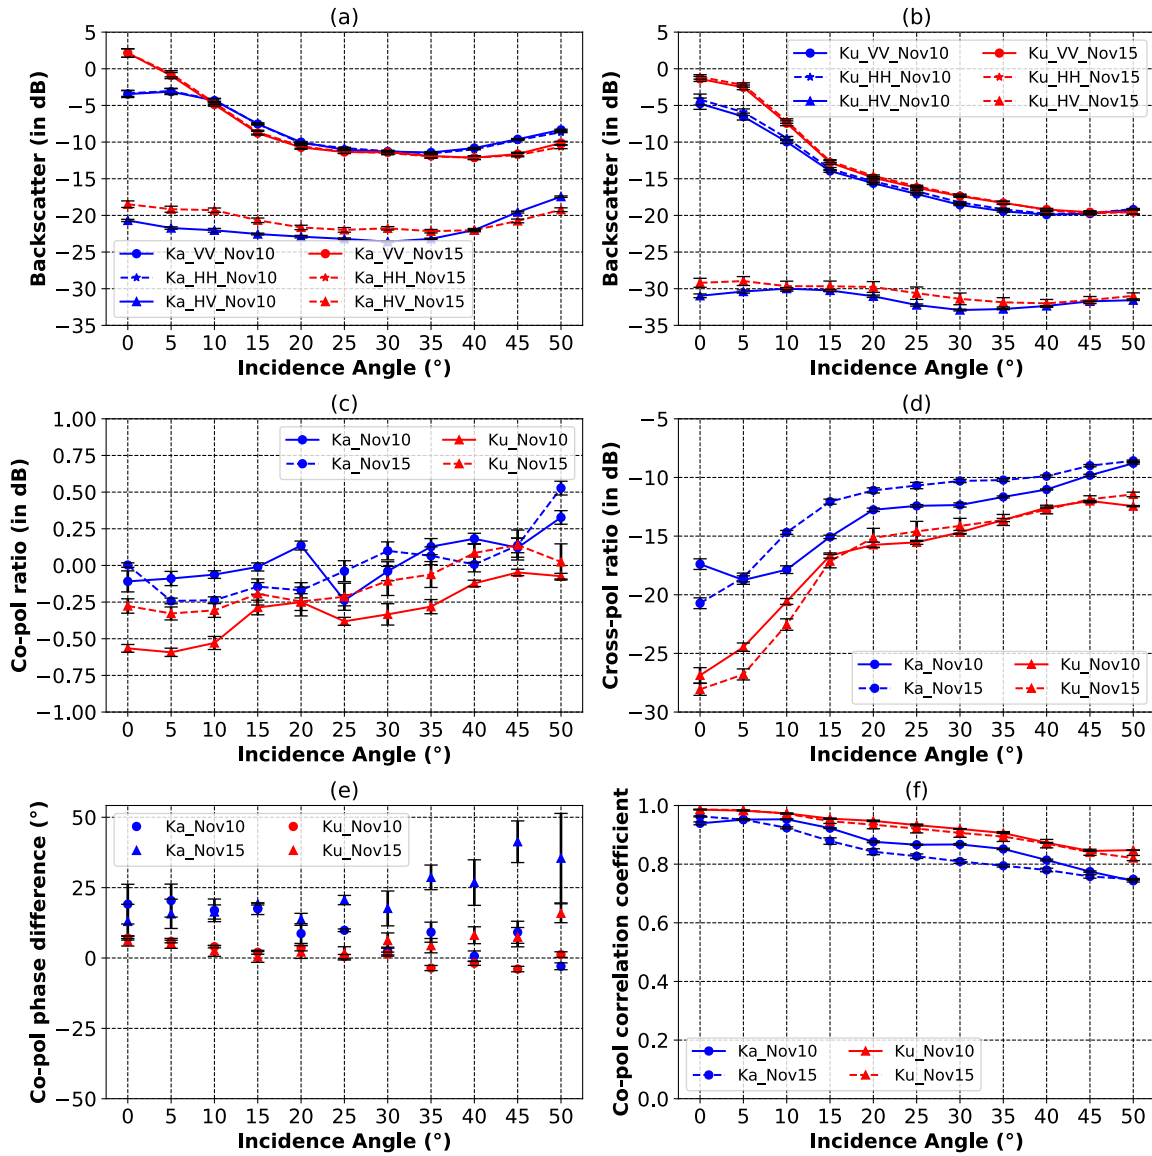 (a)
Backscatter (in dB)
5
0
−5
−10
−15
−20
−25
−30
−35
Ka_VV_Nov10
Ka_HH_Nov10
Ka_HV_Nov10
Ka_VV_Nov15
Ka_HH_Nov15
Ka_HV_Nov15
0 5 10 15 20 25 30 35 40 45 50
Incidence Angle (°)
(b)
Backscatter (in dB)
5
0
−5
−10
−15
−20
−25
−30
−35
Ku_VV_Nov10
Ku_HH_Nov10
Ku_HV_Nov10
Ku_VV_Nov15
Ku_HH_Nov15
Ku_HV_Nov15
0 5 10 15 20 25 30 35 40 45 50
Incidence Angle (°)
(c)
Co-pol ratio (in dB)
1.00
0.75
0.50
0.25
0.00
−0.25
−0.50
−0.75
−1.00
Ka_Nov10
Ka_Nov15
Ku_Nov10
Ku_Nov15
0 5 10 15 20 25 30 35 40 45 50
Incidence Angle (°)
(d)
Cross-pol ratio (in dB)
−5
−10
−15
−20
−25
−30
Ka_Nov10
Ka_Nov15
Ku_Nov10
Ku_Nov15
0 5 10 15 20 25 30 35 40 45 50
Incidence Angle (°)
(e)
Co-pol phase difference (°)
50
25
0
−25
−50
Ka_Nov10
Ka_Nov15
Ku_Nov10
Ku_Nov15
0 5 10 15 20 25 30 35 40 45 50
Incidence Angle (°)
(f)
Co-pol correlation coefficient
1.0
0.8
0.6
0.4
0.2
0.0
Ka_Nov10
Ka_Nov15
Ku_Nov10
Ku_Nov15
0 5 10 15 20 25 30 35 40 45 50
Incidence Angle (°)